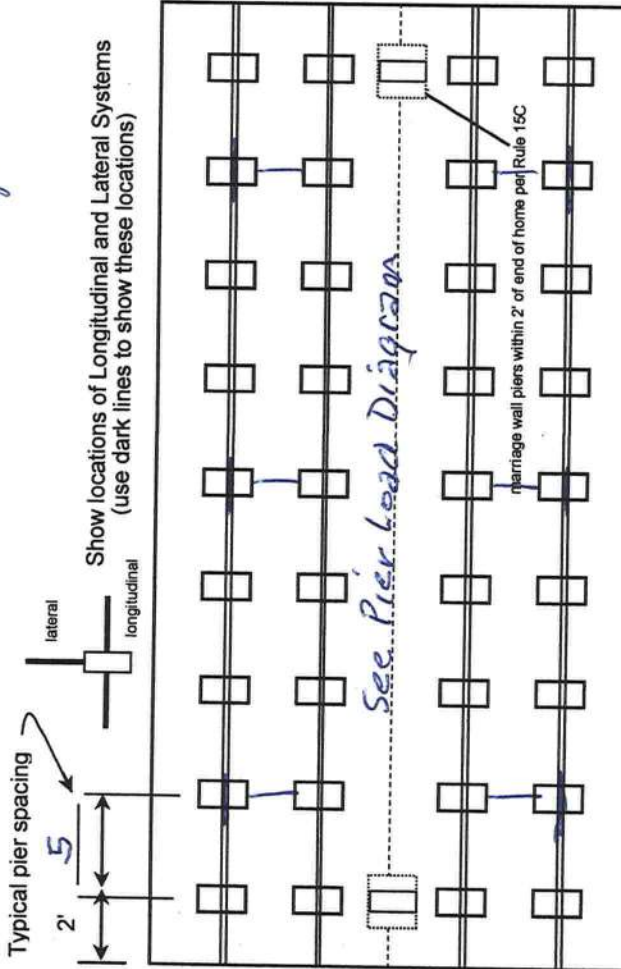 Typical pier spacing
2'
5
lateral
longitudinal
Show locations of Longitudinal and Lateral Systems
(use dark lines to show these locations)
See Pier Load Diagram
marriage wall piers within 2' of end of home per Rule 15C